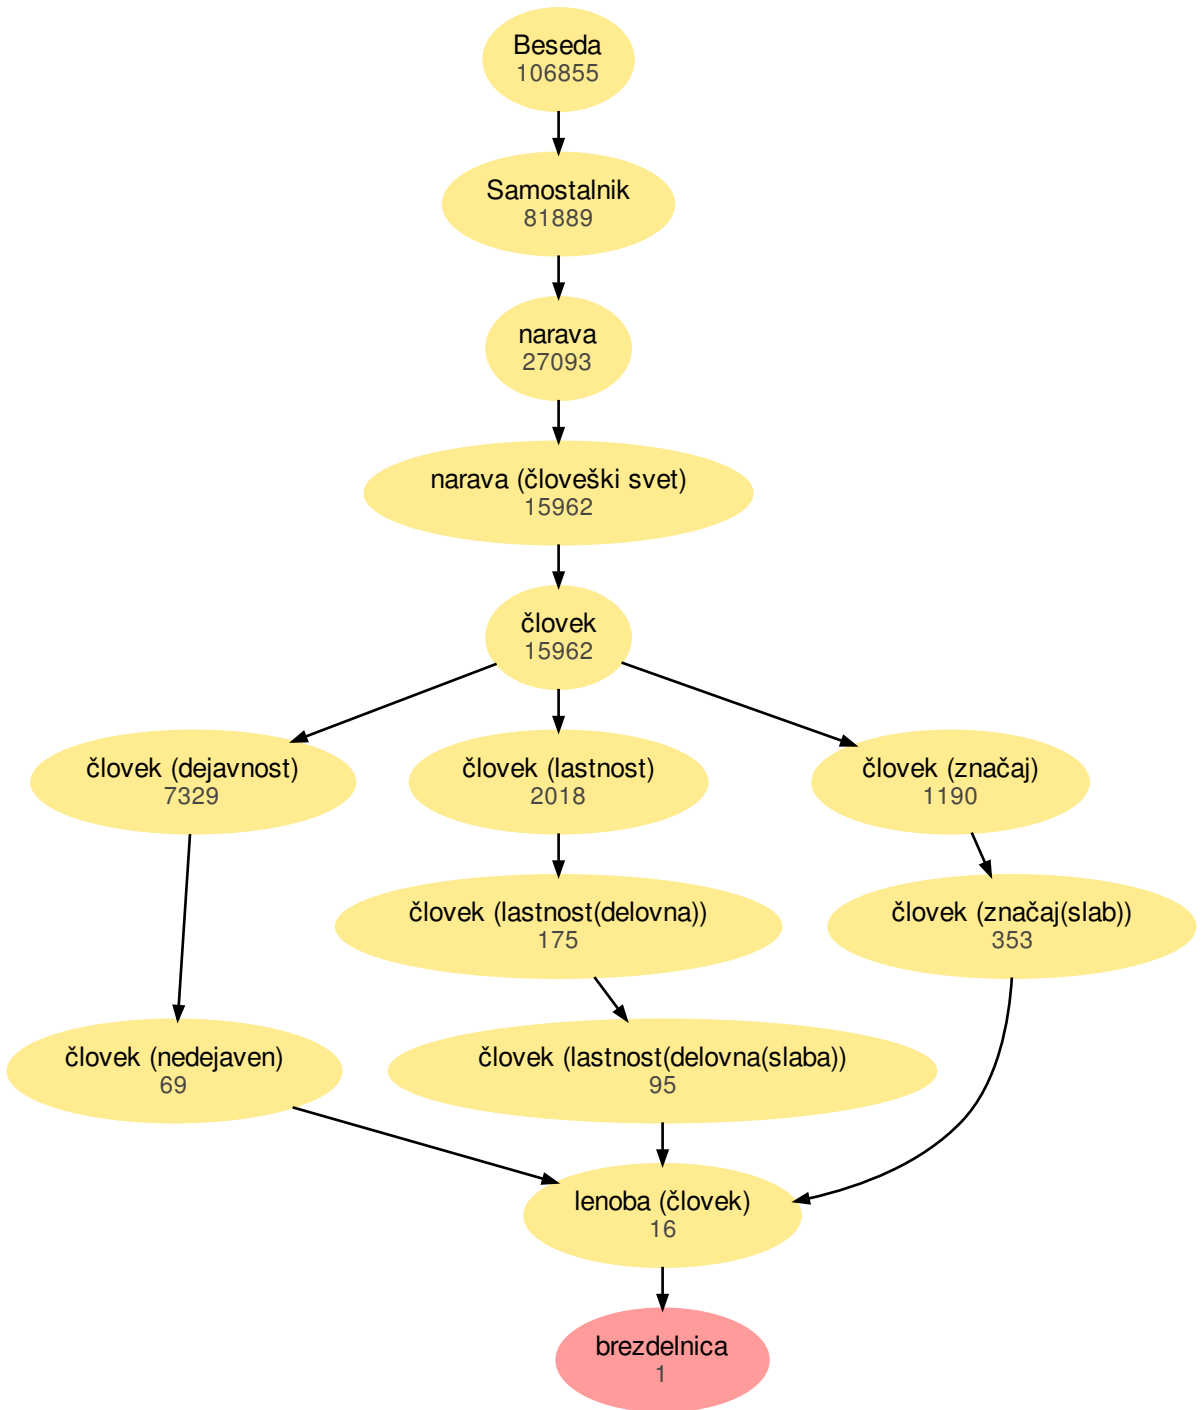 Beseda
106855
Samostalnik
81889
narava
27093
narava (človeški svet)
15962
človek
15962
človek (dejavnost)
7329
človek (lastnost)
2018
človek (značaj)
1190
človek (lastnost(delovna))
175
človek (značaj(slab))
353
človek (nedejaven)
69
človek (lastnost(delovna(slaba))
95
lenoba (človek)
16
brezdelnica
1